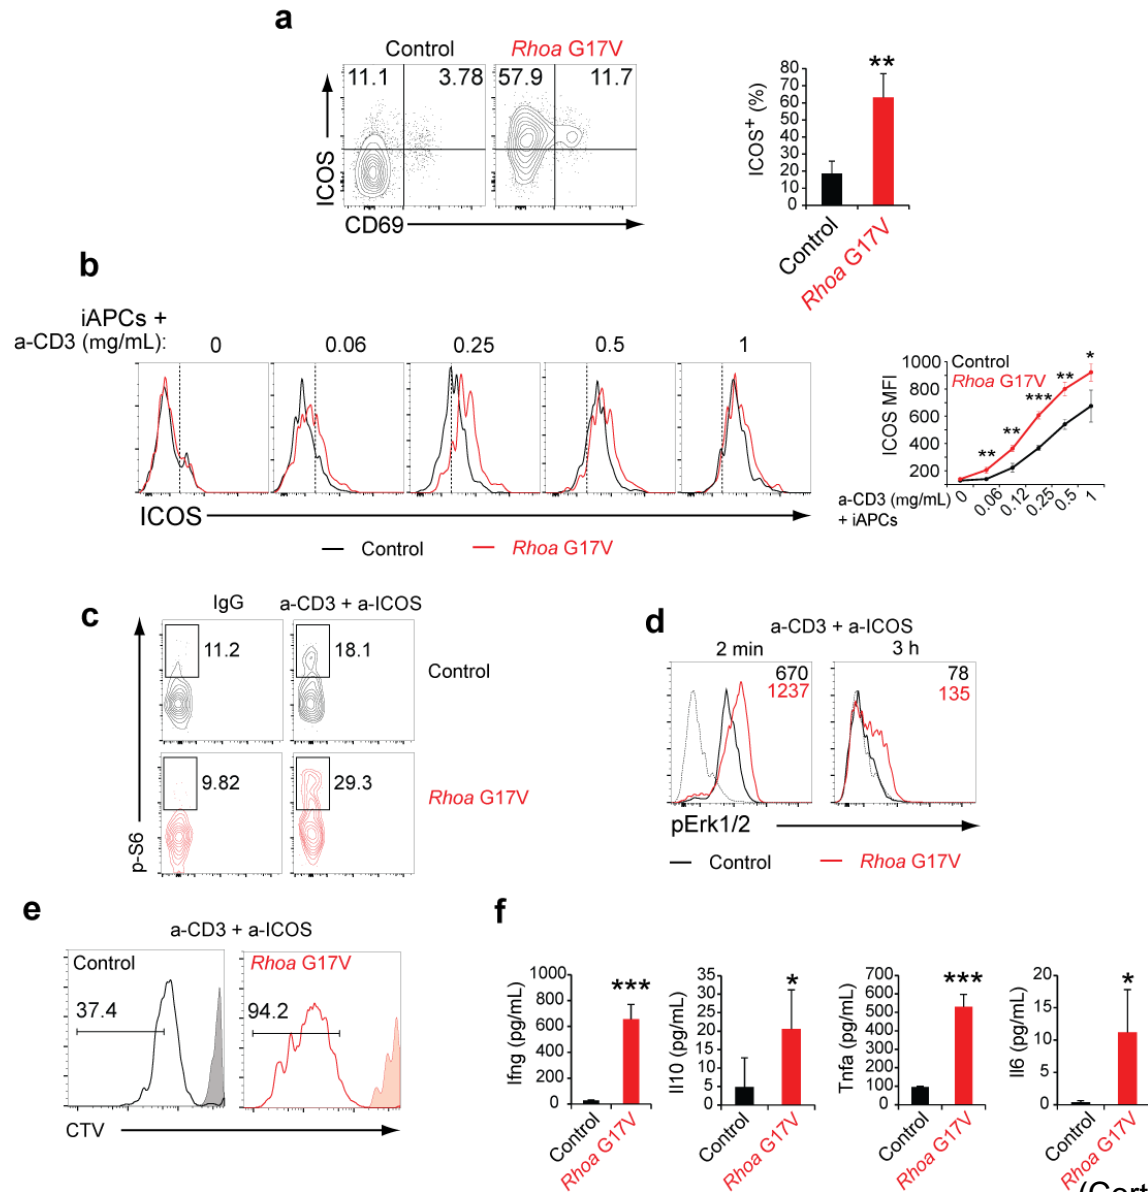 a
Control Rhoa G17V
11.1 3.78 57.9 11.7
ICOS
CD69
80
70
60
50
40
30
20
10
0
ICOS+ (%)
**
Control
Rhoa G17V
b
iAPCs +
a-CD3 (mg/mL): 0 0.06 0.25 0.5 1
ICOS
Control Rhoa G17V
1000
800
600
400
200
ICOS MFI
Control
Rhoa G17V
** ** *** ** *
a-CD3 (mg/mL) 0 0.06 0.12 0.25 0.5 1
+ iAPCs
c
IgG a-CD3 + a-ICOS
11.2 18.1 Control
9.82 29.3 Rhoa G17V
p-S6
d
a-CD3 + a-ICOS
2 min 3 h
670 78
1237 135
pErk1/2
Control Rhoa G17V
e
a-CD3 + a-ICOS
Control Rhoa G17V
37.4 94.2
CTV
f
1000
800
600
400
200
0
Ifng (pg/mL)
***
Control
Rhoa G17V
35
30
25
20
15
10
5
0
Il10 (pg/mL)
*
Control
Rhoa G17V
700
600
500
400
300
200
100
0
Tnfa (pg/mL)
***
Control
Rhoa G17V
20
15
10
5
0
Il6 (pg/mL)
*
Control
Rhoa G17V